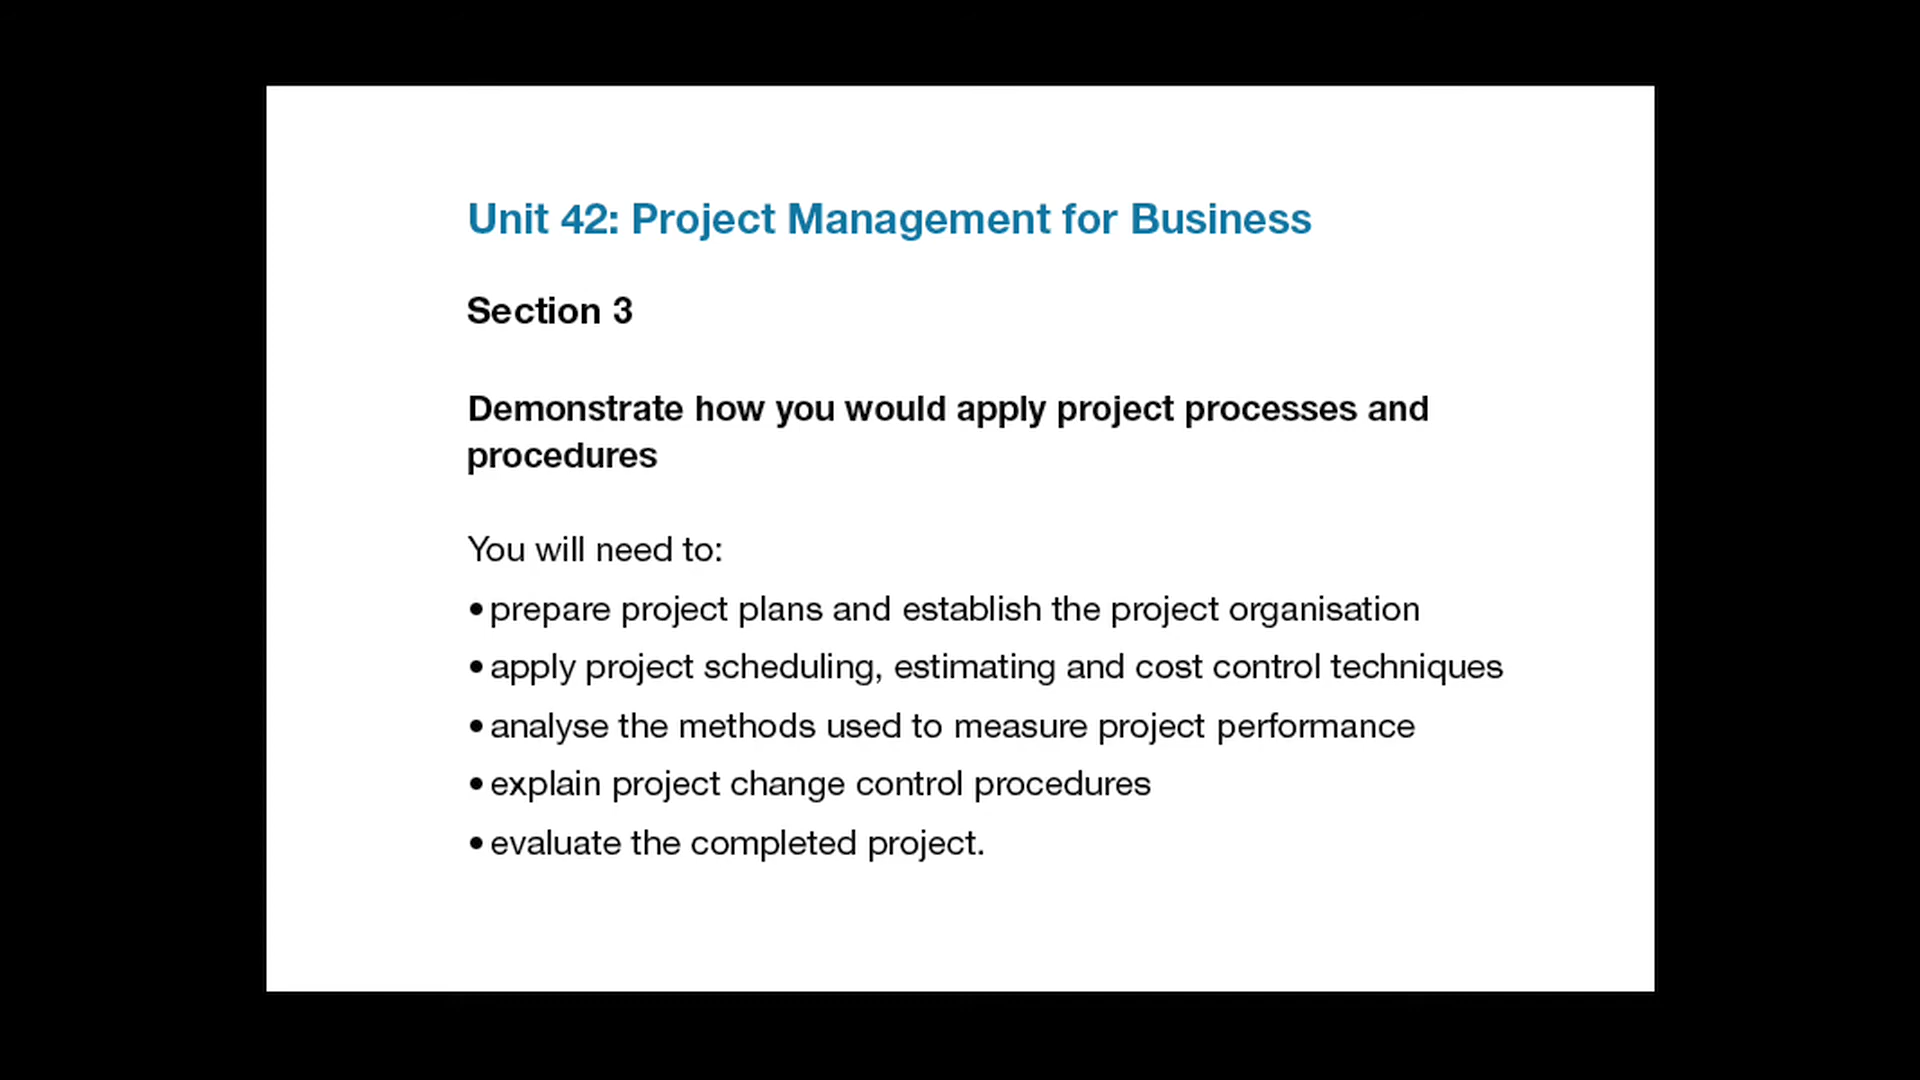 Unit 42: Project Management for Business
Section 3
Demonstrate how you would apply project processes and
procedures
You will need to:
• prepare project plans and establish the project organisation
• apply project scheduling, estimating and cost control techniques
• analyse the methods used to measure project performance
• explain project change control procedures
• evaluate the completed project.